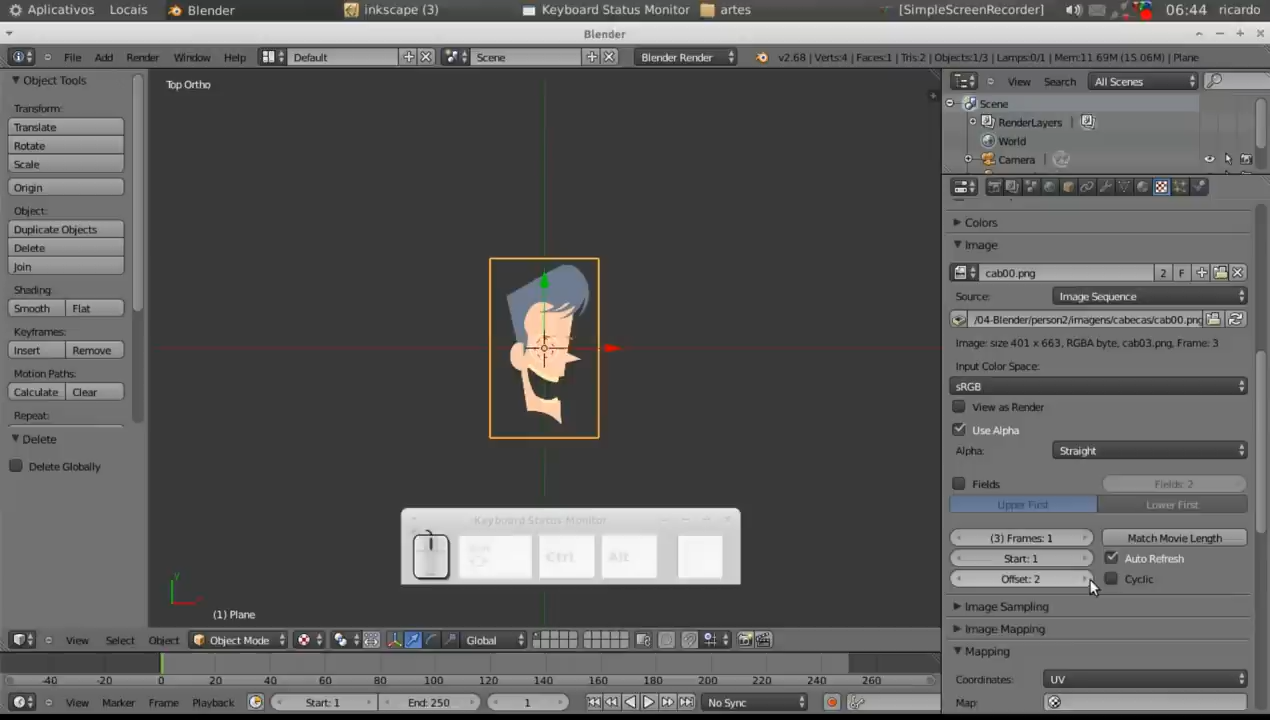 Aplicativos Locais Blender inkscape (3) Keyboard Status Monitor artes [SimpleScreenRecorder] 06:44 ricardo
Blender
File Add Render Window Help Default Scene Blender Render v2.68 | Verts:4 | Faces:1 | Tris:2 | Objects:1/3 | Lamps:0/1 | Mem:11.69M (15.06M) | Plane
Object Tools
Transform:
Translate
Rotate
Scale
Origin
Object:
Duplicate Objects
Delete
Join
Shading:
Smooth Flat
Keyframes:
Insert Remove
Motion Paths:
Calculate Clear
Repeat:
Delete
Delete Globally
Top Ortho
(1) Plane
Keyboard Status Monitor
Ctrl Alt
View Search All Scenes
Scene
RenderLayers
World
Camera
Colors
Image
cab00.png 2 F
Source: Image Sequence
/04-Blender/person2/imagens/cabecas/cab00.png
Image: size 401 x 663, RGBA byte, cab03.png, Frame: 3
Input Color Space:
sRGB
View as Render
Use Alpha
Alpha: Straight
Fields Fields: 2
Upper First Lower First
(3) Frames: 1 Match Movie Length
Start: 1 Auto Refresh
Offset: 2 Cyclic
Image Sampling
Image Mapping
Mapping
Coordinates: UV
Map:
View Select Object Object Mode Global
-40 -20 0 20 40 60 80 100 120 140 160 180 200 220 240 260
View Marker Frame Playback Start: 1 End: 250 1 No Sync